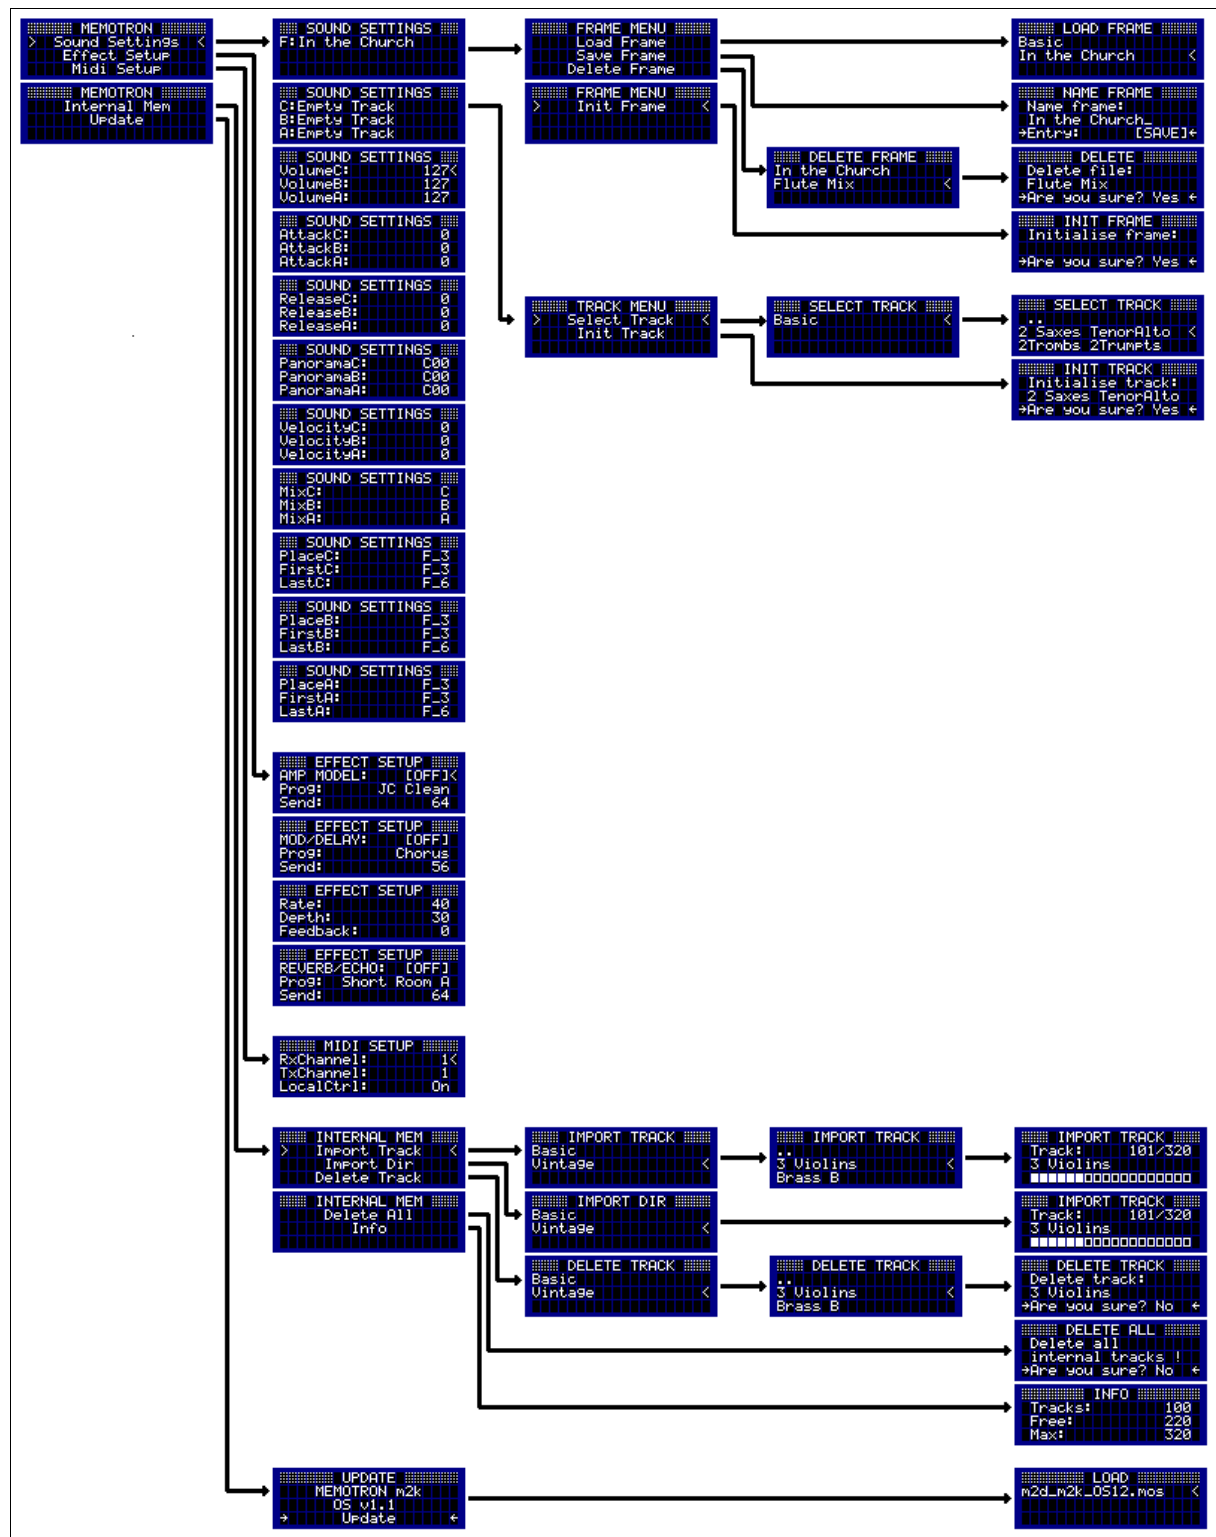 MEMOTRON
> Sound Settings <
Effect Setup
Midi Setup
MEMOTRON
Internal Mem
Update
SOUND SETTINGS
F:In the Church
SOUND SETTINGS
C:Empty Track
B:Empty Track
A:Empty Track
SOUND SETTINGS
VolumeC: 127<
VolumeB: 127
VolumeA: 127
SOUND SETTINGS
AttackC: 0
AttackB: 0
AttackA: 0
SOUND SETTINGS
ReleaseC: 0
ReleaseB: 0
ReleaseA: 0
SOUND SETTINGS
PanoramaC: C00
PanoramaB: C00
PanoramaA: C00
SOUND SETTINGS
VelocityC: 0
VelocityB: 0
VelocityA: 0
SOUND SETTINGS
MixC: C
MixB: B
MixA: A
SOUND SETTINGS
PlaceC: F_3
FirstC: F_3
LastC: F_6
SOUND SETTINGS
PlaceB: F_3
FirstB: F_3
LastB: F_6
SOUND SETTINGS
PlaceA: F_3
FirstA: F_3
LastA: F_6
EFFECT SETUP
AMP MODEL: [OFF]<
Prog: JC Clean
Send: 64
EFFECT SETUP
MOD/DELAY: [OFF]
Prog: Chorus
Send: 56
EFFECT SETUP
Rate: 40
Depth: 30
Feedback: 0
EFFECT SETUP
REVERB/ECHO: [OFF]
Prog: Short Room A
Send: 64
MIDI SETUP
RxChannel: 1<
TxChannel: 1
LocalCtrl: On
INTERNAL MEM
> Import Track <
Import Dir
Delete Track
INTERNAL MEM
Delete All
Info
UPDATE
MEMOTRON m2k
OS v1.1
→ Update ←
FRAME MENU
Load Frame
Save Frame
Delete Frame
FRAME MENU
> Init Frame <
DELETE FRAME
In the Church
Flute Mix <
LOAD FRAME
Basic
In the Church <
NAME FRAME
Name frame:
In the Church_
→Entry: [SAVE]←
DELETE
Delete file:
Flute Mix
→Are you sure? Yes ←
INIT FRAME
Initialise frame:
→Are you sure? Yes ←
TRACK MENU
> Select Track <
Init Track
SELECT TRACK
Basic <
SELECT TRACK
..
2 Saxes TenorAlto <
2Trombs 2Trumpts
INIT TRACK
Initialise track:
2 Saxes TenorAlto
→Are you sure? Yes ←
IMPORT TRACK
Basic
Vintage <
IMPORT TRACK
..
3 Violins <
Brass B
IMPORT TRACK
Track: 101/320
3 Violins
IMPORT DIR
Basic
Vintage <
IMPORT TRACK
Track: 101/320
3 Violins
DELETE TRACK
Basic
Vintage <
DELETE TRACK
..
3 Violins <
Brass B
DELETE TRACK
Delete track:
3 Violins
→Are you sure? No ←
DELETE ALL
Delete all
internal tracks !
→Are you sure? No ←
INFO
Tracks: 100
Free: 220
Max: 320
LOAD
m2d_m2k_OS12.mos <